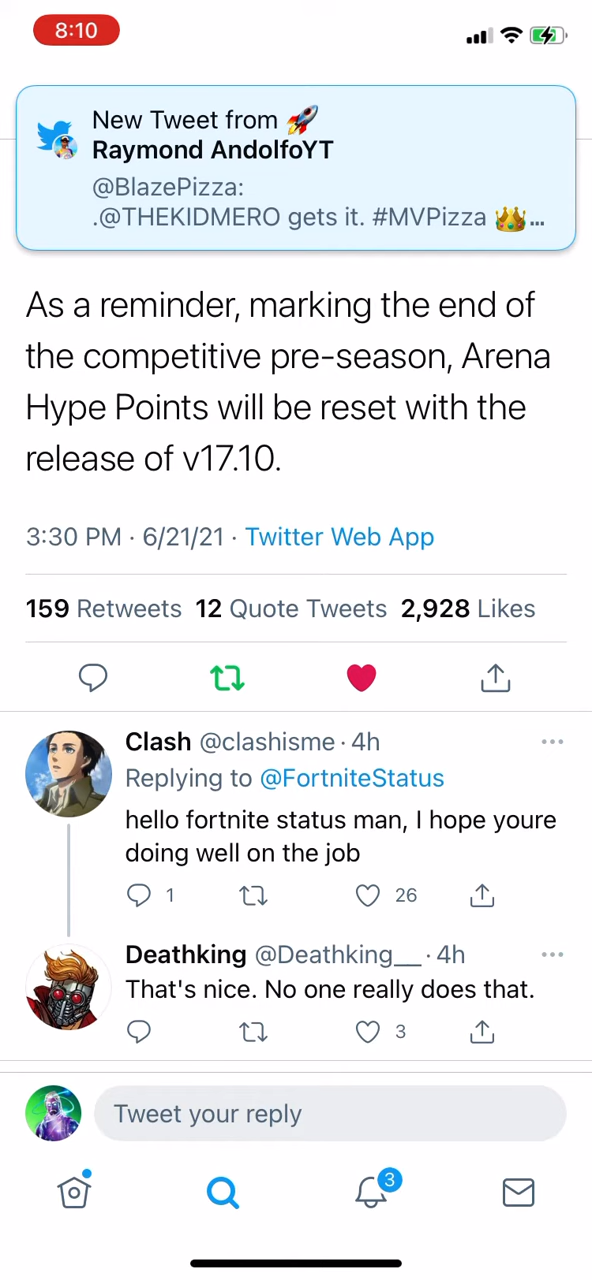 8:10
New Tweet from 🚀
Raymond AndolfoYT
@BlazePizza:
.@THEKIDMERO gets it. #MVPizza 👑...
As a reminder, marking the end of
the competitive pre-season, Arena
Hype Points will be reset with the
release of v17.10.
3:30 PM · 6/21/21 · Twitter Web App
159 Retweets 12 Quote Tweets 2,928 Likes
Clash @clashisme · 4h
Replying to @FortniteStatus
hello fortnite status man, I hope youre
doing well on the job
1 26
Deathking @Deathking__ · 4h
That's nice. No one really does that.
3
Tweet your reply
3